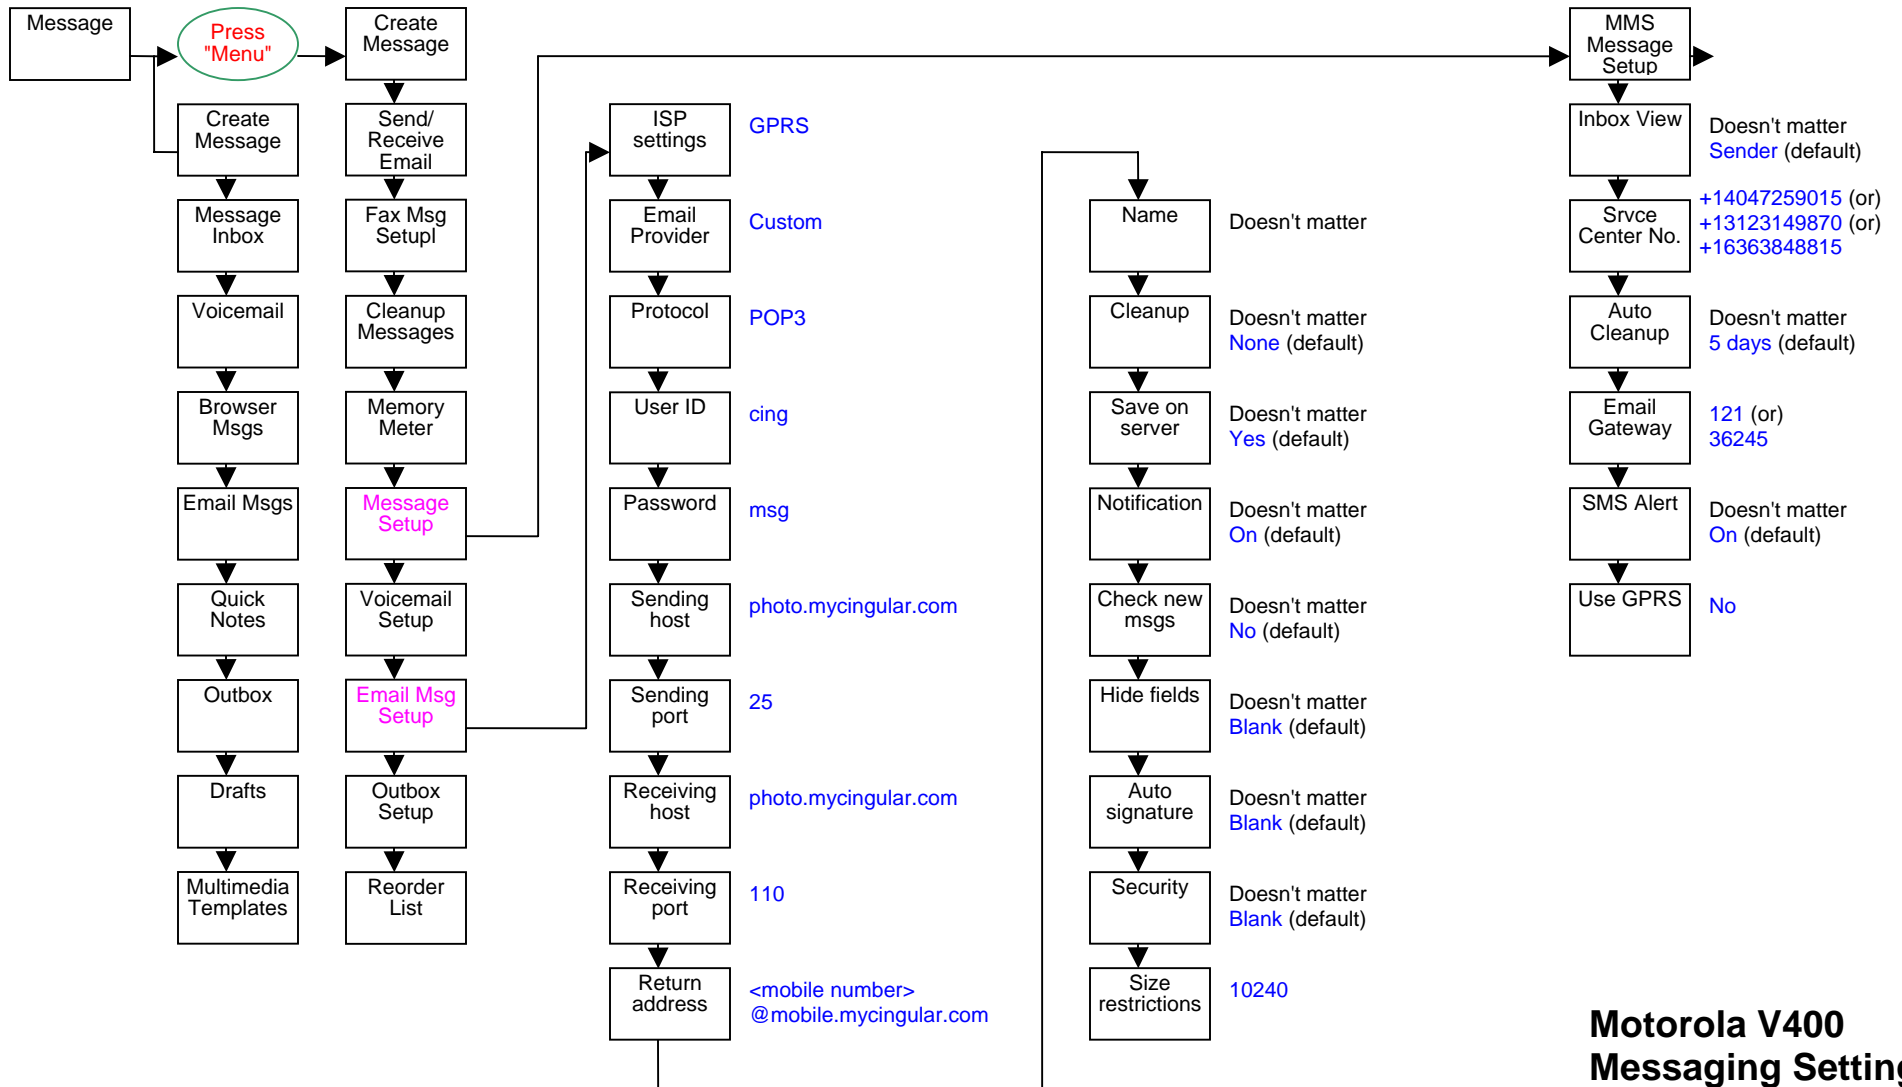 Message
Press
"Menu"
Create
Message
MMS
Message
Setup
Create
Message
Message
Inbox
Voicemail
Browser
Msgs
Email Msgs
Quick
Notes
Outbox
Drafts
Multimedia
Templates
Send/
Receive
Email
Fax Msg
Setupl
Cleanup
Messages
Memory
Meter
Message
Setup
Voicemail
Setup
Email Msg
Setup
Outbox
Setup
Reorder
List
ISP
settings
GPRS
Email
Provider
Custom
Protocol
POP3
User ID
cing
Password
msg
Sending
host
photo.mycingular.com
Sending
port
25
Receiving
host
photo.mycingular.com
Receiving
port
110
Return
address
<mobile number>
@mobile.mycingular.com
Name
Doesn't matter
Cleanup
Doesn't matter
None (default)
Save on
server
Doesn't matter
Yes (default)
Notification
Doesn't matter
On (default)
Check new
msgs
Doesn't matter
No (default)
Hide fields
Doesn't matter
Blank (default)
Auto
signature
Doesn't matter
Blank (default)
Security
Doesn't matter
Blank (default)
Size
restrictions
10240
Inbox View
Doesn't matter
Sender (default)
Srvce
Center No.
+14047259015 (or)
+13123149870 (or)
+16363848815
Auto
Cleanup
Doesn't matter
5 days (default)
Email
Gateway
121 (or)
36245
SMS Alert
Doesn't matter
On (default)
Use GPRS
No
Motorola V400
Messaging Setting